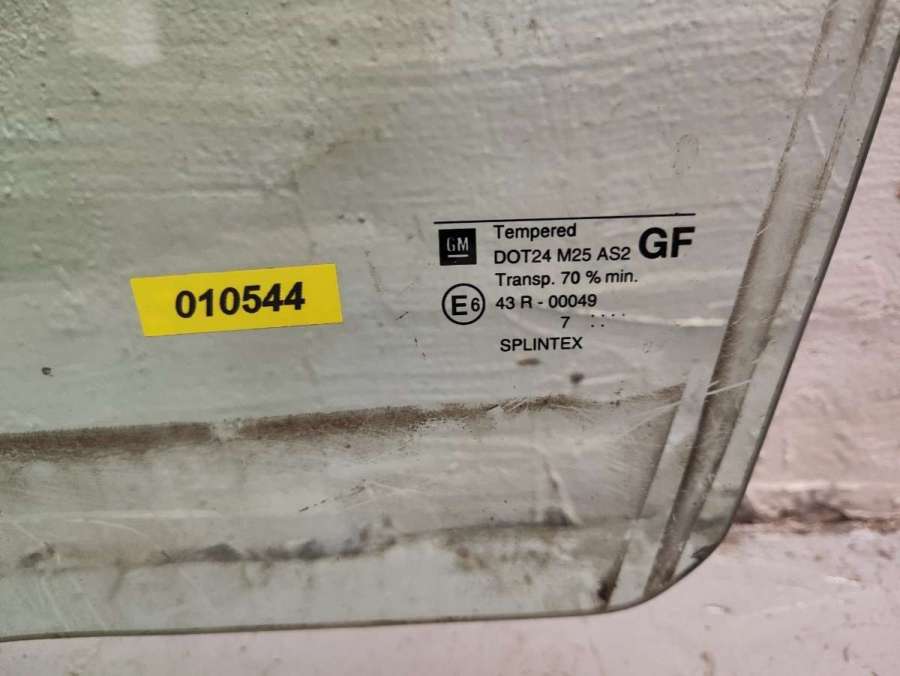 010544
GM
Tempered
DOT24 M25 AS2 GF
Transp. 70 % min.
E6 43 R - 00049
7
SPLINTEX